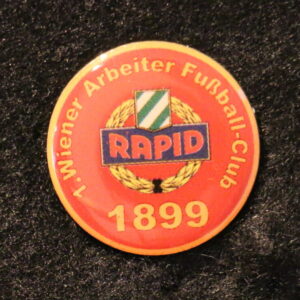 1. Wiener Arbeiter Fußball-Club
RAPID
1899